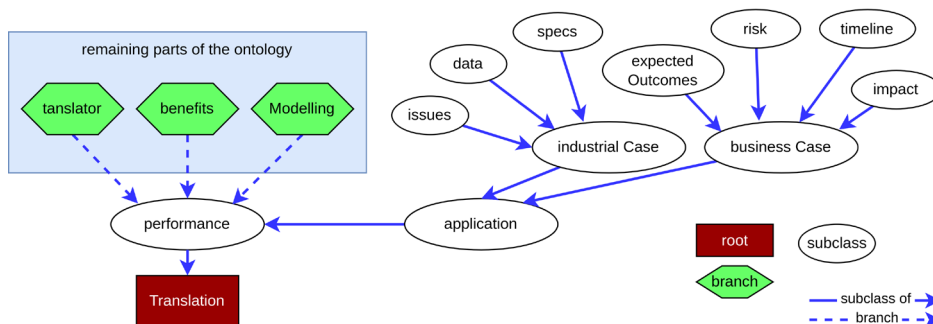 remaining parts of the ontology
tanslator
benefits
Modelling
specs
risk
timeline
data
expected
Outcomes
impact
issues
industrial Case
business Case
performance
application
Translation
root
subclass
branch
subclass of
branch